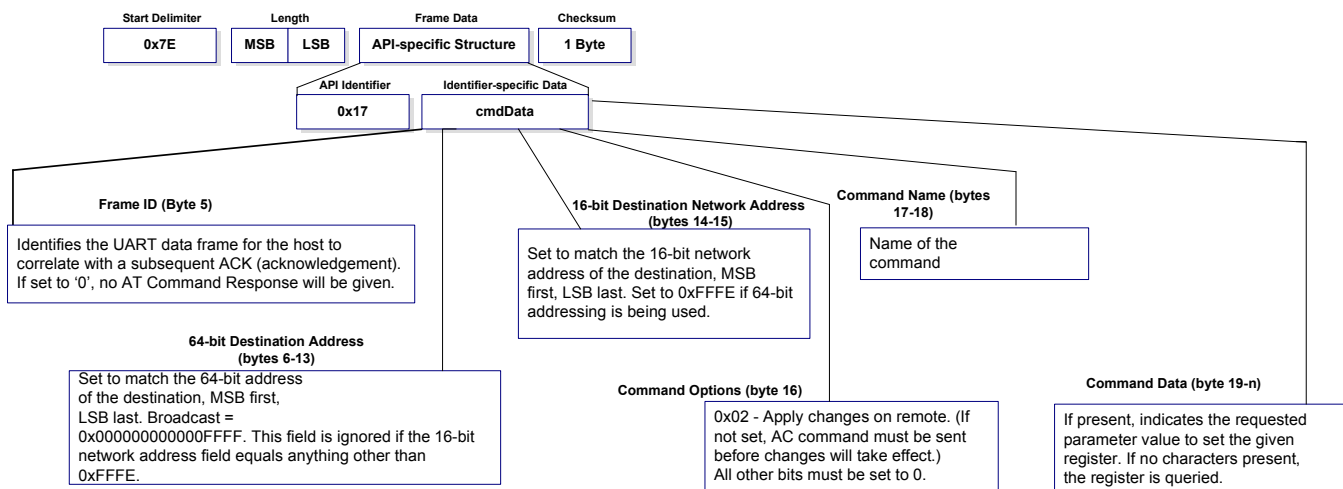 Start Delimiter Length Frame Data Checksum
0x7E MSB LSB API-specific Structure 1 Byte
API Identifier Identifier-specific Data
0x17 cmdData
Frame ID (Byte 5)
Identifies the UART data frame for the host to
correlate with a subsequent ACK (acknowledgement).
If set to ‘0’, no AT Command Response will be given.
64-bit Destination Address
(bytes 6-13)
Set to match the 64-bit address
of the destination, MSB first,
LSB last. Broadcast =
0x000000000000FFFF. This field is ignored if the 16-bit
network address field equals anything other than
0xFFFE.
16-bit Destination Network Address
(bytes 14-15)
Set to match the 16-bit network
address of the destination, MSB
first, LSB last. Set to 0xFFFE if 64-bit
addressing is being used.
Command Options (byte 16)
0x02 - Apply changes on remote. (If
not set, AC command must be sent
before changes will take effect.)
All other bits must be set to 0.
Command Name (bytes
17-18)
Name of the
command
Command Data (byte 19-n)
If present, indicates the requested
parameter value to set the given
register. If no characters present,
the register is queried.